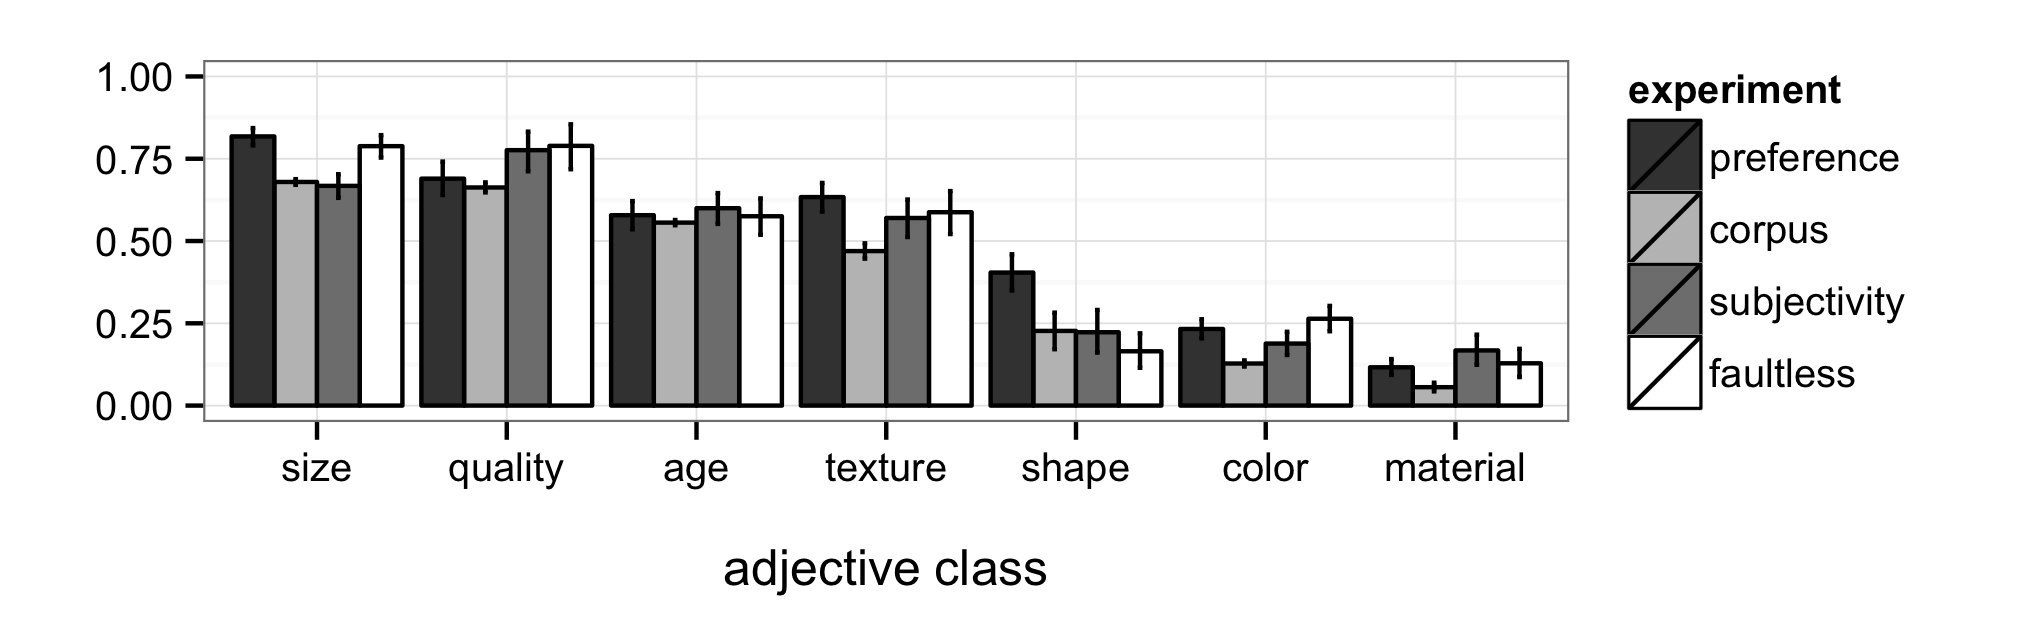 1.00
0.75
0.50
0.25
0.00
size quality age texture shape color material
adjective class
experiment
preference
corpus
subjectivity
faultless